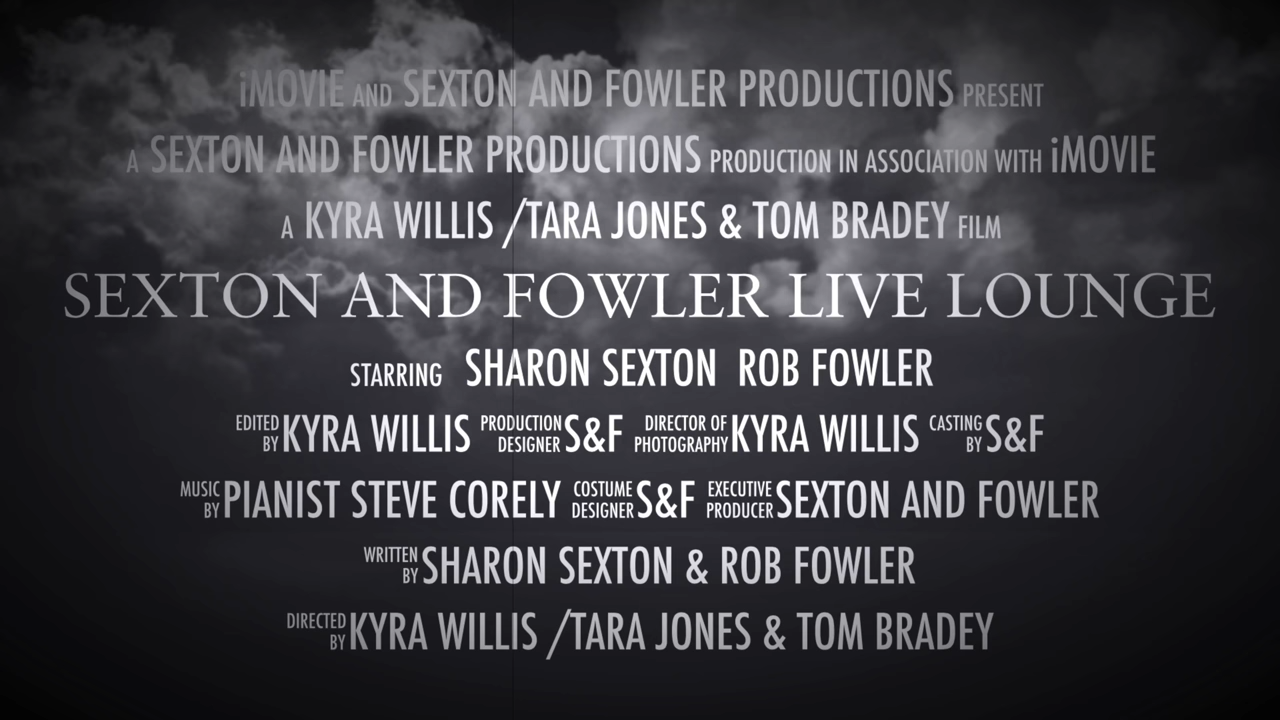 iMOVIE AND SEXTON AND FOWLER PRODUCTIONS PRESENT
A SEXTON AND FOWLER PRODUCTIONS PRODUCTION IN ASSOCIATION WITH iMOVIE
A KYRA WILLIS /TARA JONES & TOM BRADEY FILM
SEXTON AND FOWLER LIVE LOUNGE
STARRING SHARON SEXTON ROB FOWLER
EDITED BY KYRA WILLIS PRODUCTION DESIGNER S&F DIRECTOR OF PHOTOGRAPHY KYRA WILLIS CASTING BY S&F
MUSIC BY PIANIST STEVE CORELY COSTUME DESIGNER S&F EXECUTIVE PRODUCER SEXTON AND FOWLER
WRITTEN BY SHARON SEXTON & ROB FOWLER
DIRECTED BY KYRA WILLIS /TARA JONES & TOM BRADEY